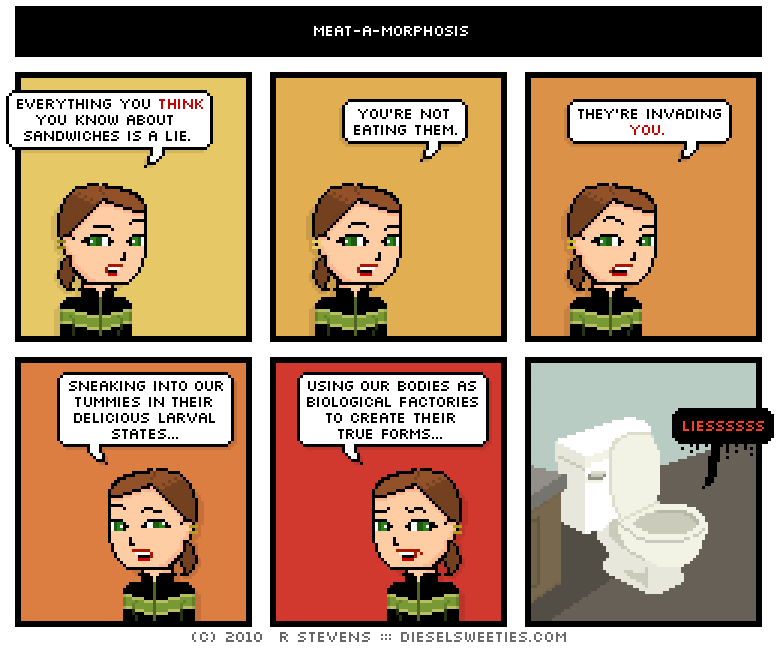 MEAT-A-MORPHOSIS
EVERYTHING YOU THINK
YOU KNOW ABOUT
SANDWICHES IS A LIE.
YOU'RE NOT
EATING THEM.
THEY'RE INVADING
YOU.
SNEAKING INTO OUR
TUMMIES IN THEIR
DELICIOUS LARVAL
STATES...
USING OUR BODIES AS
BIOLOGICAL FACTORIES
TO CREATE THEIR
TRUE FORMS...
LIESSSSSS
(C) 2010 R STEVENS ::: DIESELSWEETIES.COM